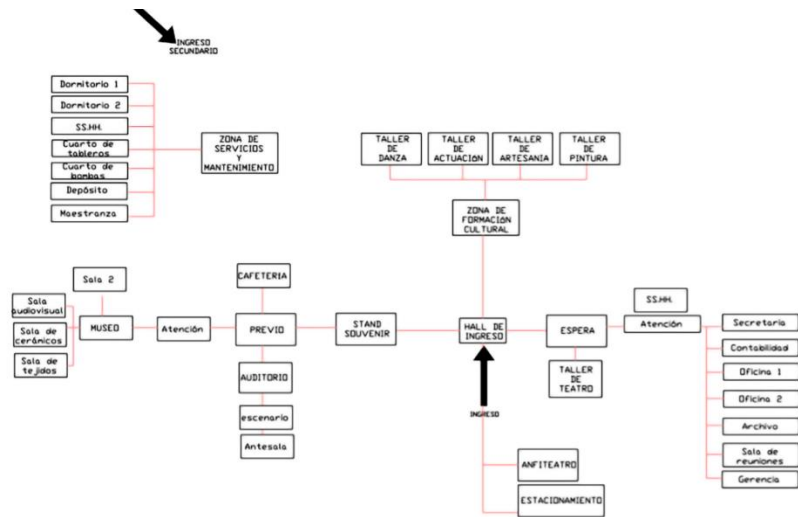 INGRESO
SECUNDARIO
Dormitorio 1
Dormitorio 2
SS.HH.
Cuarto de
tableros
Cuarto de
bombas
Depósito
Maestranza
ZONA DE
SERVICIOS
Y
MANTENIMIENTO
TALLER
DE
DANZA
TALLER
DE
ACTUACIÓN
TALLER
DE
ARTESANIA
TALLER
DE
PINTURA
ZONA DE
FORMACIÓN
CULTURAL
Sala 2
Sala
audiovisual
Sala de
cerámicos
Sala de
tejidos
MUSEO
Atención
CAFETERIA
PREVIO
AUDITORIO
escenario
Antesala
STAND
SOUVENIR
HALL DE
INGRESO
INGRESO
ANFITEATRO
ESTACIONAMIENTO
ESPERA
TALLER
DE
TEATRO
SS.HH.
Atención
Secretaria
Contabilidad
Oficina 1
Oficina 2
Archivo
Sala de
reuniones
Gerencia